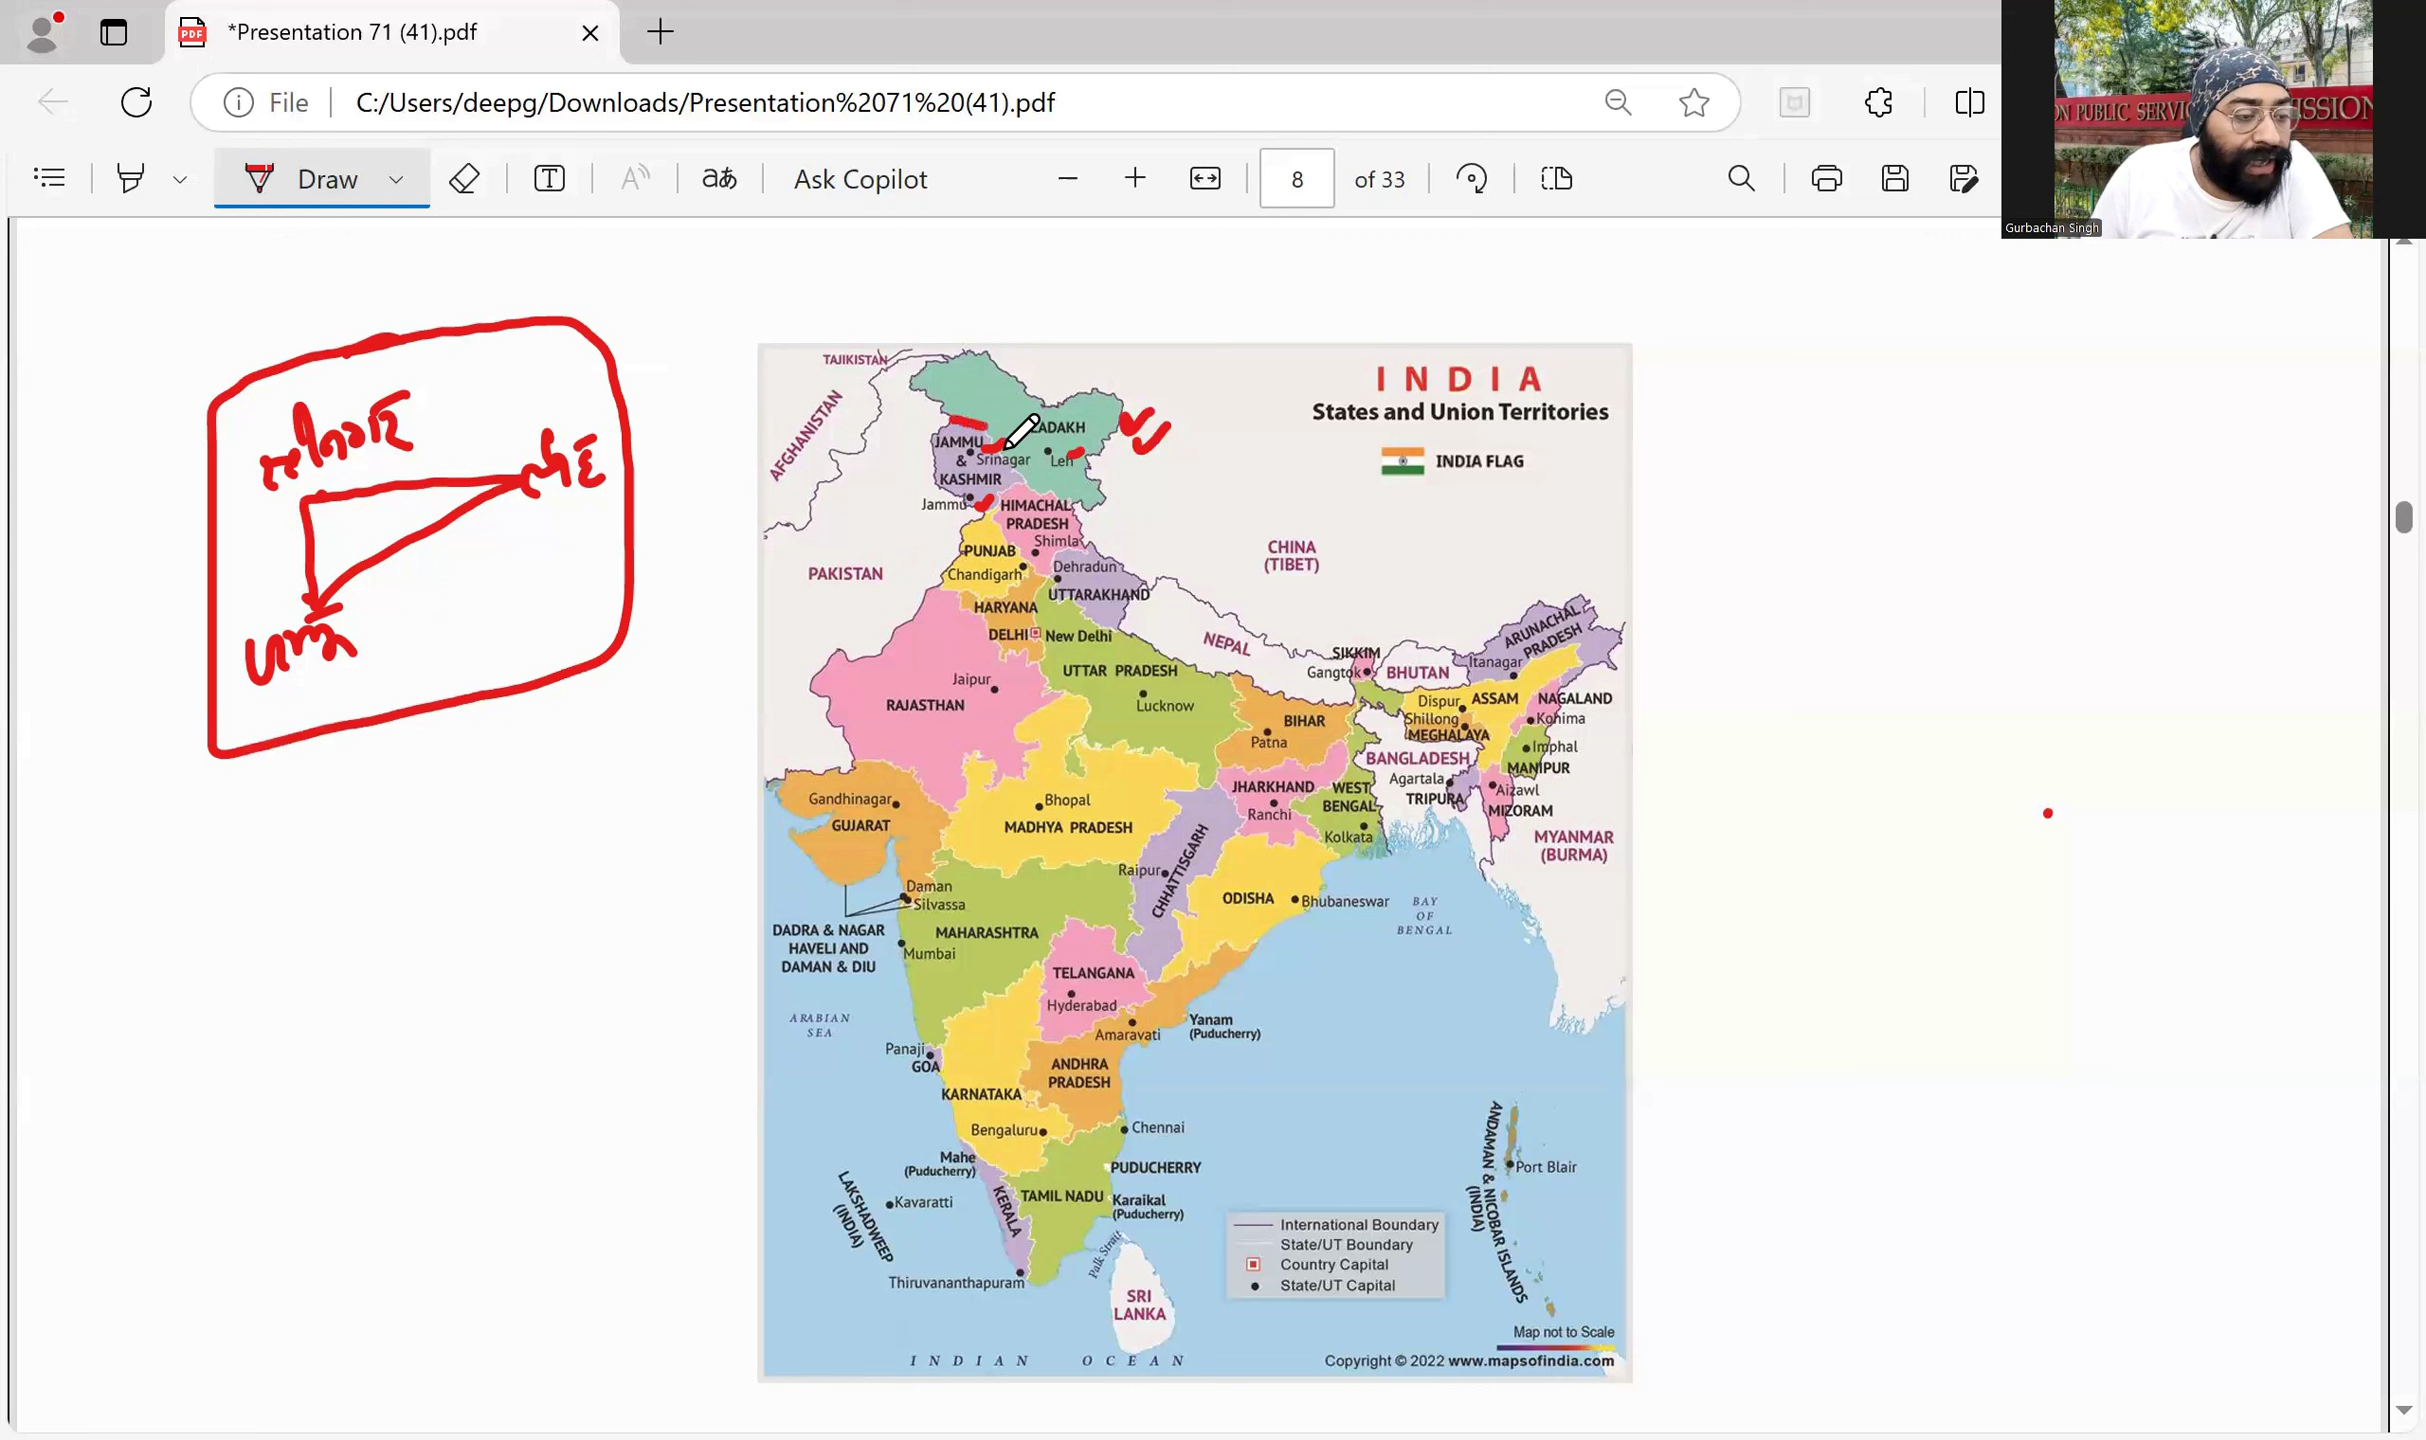 *Presentation 71 (41).pdf
File
C:/Users/deepg/Downloads/Presentation%2071%20(41).pdf
Draw
Ask Copilot
8 of 33
ON PUBLIC SERVI
MISSION
Gurbachan Singh
TAJIKISTAN
AFGHANISTAN
INDIA
States and Union Territories
INDIA FLAG
ADAKH
JAMMU
&
KASHMIR
Srinagar
Leh
Jammu
HIMACHAL
PRADESH
Shimla
PUNJAB
Chandigarh
Dehradun
UTTARAKHAND
PAKISTAN
CHINA
(TIBET)
HARYANA
DELHI
New Delhi
NEPAL
SIKKIM
Gangtok
BHUTAN
ARUNACHAL
PRADESH
Itanagar
UTTAR PRADESH
Lucknow
Jaipur
RAJASTHAN
BIHAR
Patna
Dispur
ASSAM
NAGALAND
Shillong
Kohima
MEGHALAYA
BANGLADESH
Imphal
MANIPUR
Agartala
TRIPURA
Aizawl
MIZORAM
MYANMAR
(BURMA)
Gandhinagar
GUJARAT
Bhopal
MADHYA PRADESH
JHARKHAND
Ranchi
WEST
BENGAL
Kolkata
Raipur
CHHATTISGARH
ODISHA
Bhubaneswar
BAY
OF
BENGAL
Daman
Silvassa
DADRA & NAGAR
HAVELI AND
DAMAN & DIU
MAHARASHTRA
Mumbai
TELANGANA
Hyderabad
ARABIAN
SEA
Amaravati
Yanam
(Puducherry)
Panaji
GOA
ANDHRA
PRADESH
KARNATAKA
Bengaluru
Chennai
Mahe
(Puducherry)
PUDUCHERRY
LAKSHADWEEP
(INDIA)
Kavaratti
KERALA
TAMIL NADU
Karaikal
(Puducherry)
Palk Strait
Thiruvananthapuram
SRI
LANKA
ANDAMAN & NICOBAR ISLANDS
(INDIA)
Port Blair
International Boundary
State/UT Boundary
Country Capital
State/UT Capital
Map not to Scale
INDIAN OCEAN
Copyright © 2022 www.mapsofindia.com